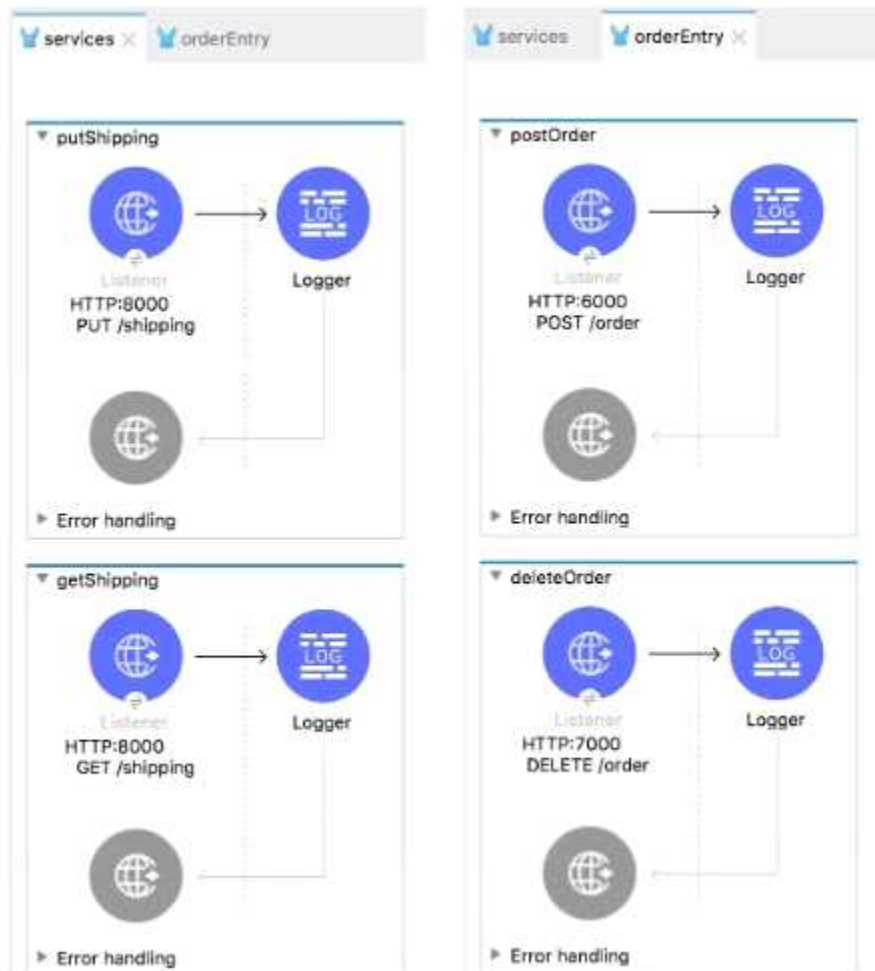 services
orderEntry
putShipping
LOG
Listener
Logger
HTTP:8000
PUT /shipping
Error handling
getShipping
LOG
Listener
Logger
HTTP:8000
GET /shipping
Error handling
services
orderEntry
postOrder
LOG
Listener
Logger
HTTP:6000
POST /order
Error handling
deleteOrder
LOG
Listener
Logger
HTTP:7000
DELETE /order
Error handling